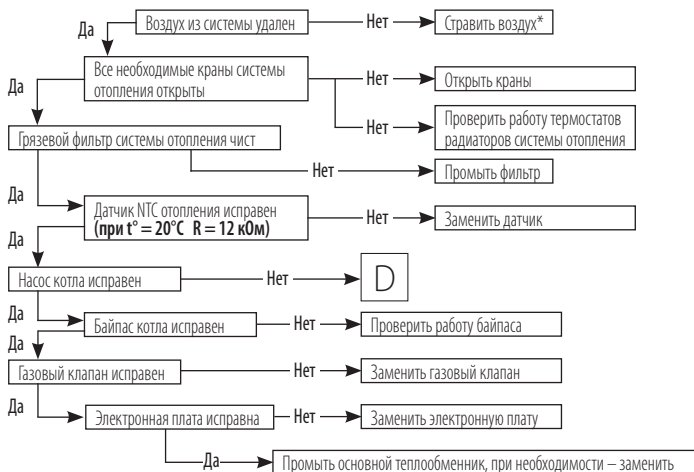 Воздух из системы удален
Нет
Стравить воздух*
Да
Все необходимые краны системы
отопления открыты
Нет
Открыть краны
Да
Нет
Проверить работу термостатов
радиаторов системы отопления
Грязевой фильтр системы отопления чист
Нет
Промыть фильтр
Да
Датчик NTC отопления исправен
(при t° = 20°C R = 12 кОм)
Нет
Заменить датчик
Да
Насос котла исправен
Нет
D
Да
Байпас котла исправен
Нет
Проверить работу байпаса
Да
Газовый клапан исправен
Нет
Заменить газовый клапан
Да
Электронная плата исправна
Нет
Заменить электронную плату
Да
Промыть основной теплообменник, при необходимости – заменить